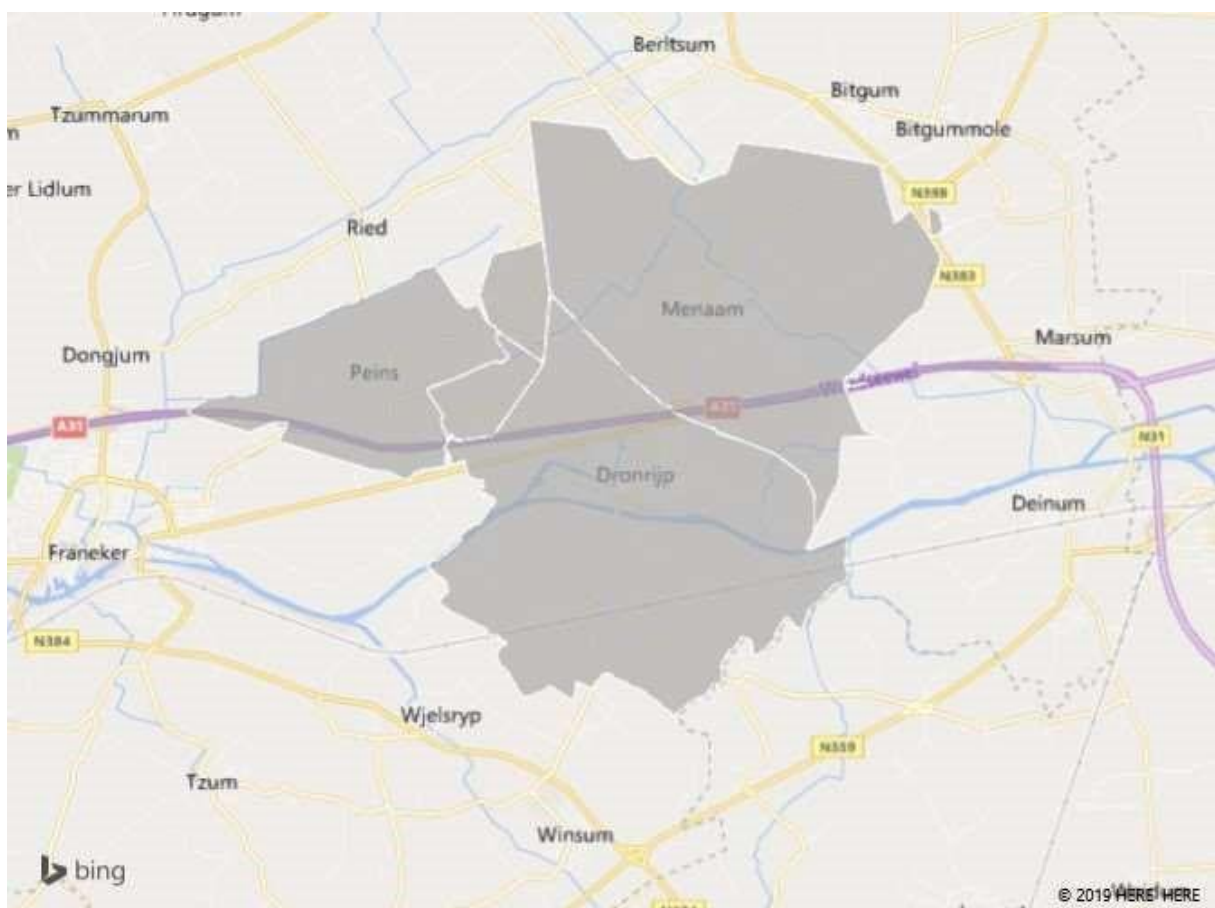 Berltsum
Bitgum
Tzummarum
Bitgummole
er Lidlum
N398
Ried
N383
Menaam
Marsum
Dongjum
Peins
A31
A31
N31
Dronrijp
Deinum
Franeker
N384
Wjelsryp
N359
Tzum
Winsum
bing
© 2019 HERE HERE